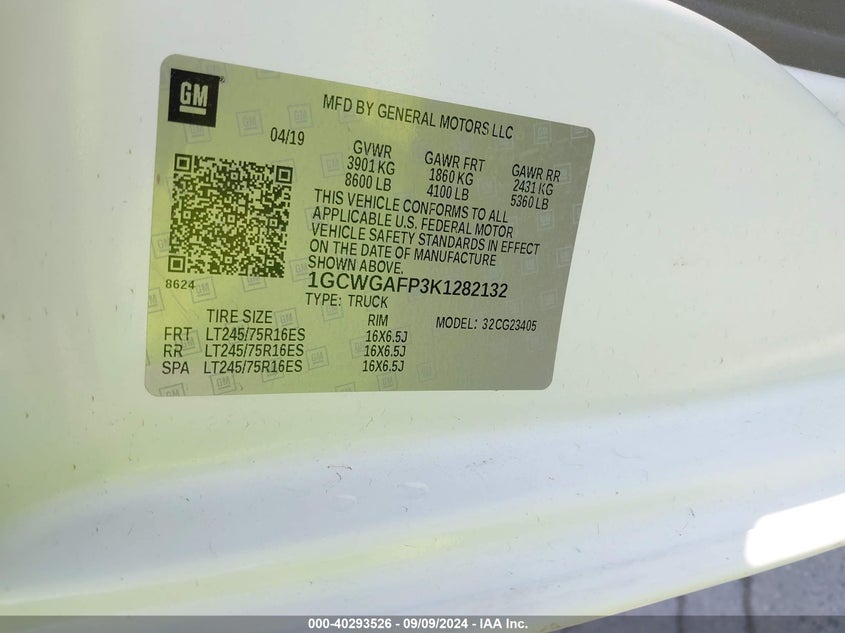 GM
MFD BY GENERAL MOTORS LLC
04/19
GVWR GAWR FRT GAWR RR
3901 KG 1860 KG 2431 KG
8600 LB 4100 LB 5360 LB
THIS VEHICLE CONFORMS TO ALL
APPLICABLE U.S. FEDERAL MOTOR
VEHICLE SAFETY STANDARDS IN EFFECT
ON THE DATE OF MANUFACTURE
SHOWN ABOVE.
8624
1GCWGAFP3K1282132
TYPE: TRUCK
TIRE SIZE RIM MODEL: 32CG23405
FRT LT245/75R16ES 16X6.5J
RR LT245/75R16ES 16X6.5J
SPA LT245/75R16ES 16X6.5J
000-40293526 - 09/09/2024 - IAA Inc.